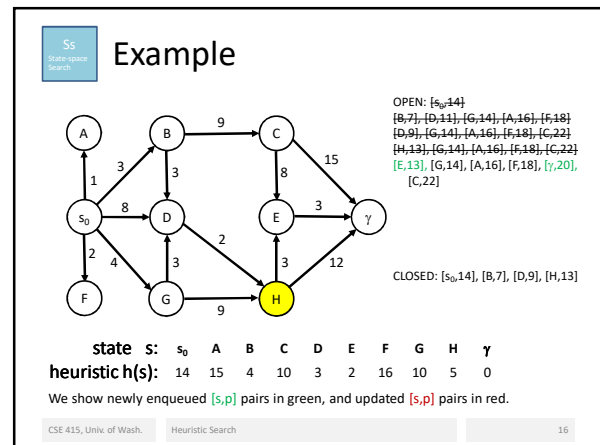 Ss
State-space
Search
Example
OPEN: [s₀,14]
[B,7], [D,11], [G,14], [A,16], [F,18]
[D,9], [G,14], [A,16], [F,18], [C,22]
[H,13], [G,14], [A,16], [F,18], [C,22]
[E,13], [G,14], [A,16], [F,18], [γ,20],
[C,22]
A
B
9
C
3
15
1
3
8
s₀
8
D
E
3
γ
2
2
4
3
3
12
F
G
9
H
CLOSED: [s₀,14], [B,7], [D,9], [H,13]
state s: s₀ A B C D E F G H γ
heuristic h(s): 14 15 4 10 3 2 16 10 5 0
We show newly enqueued [s,p] pairs in green, and updated [s,p] pairs in red.
CSE 415, Univ. of Wash.
Heuristic Search
16